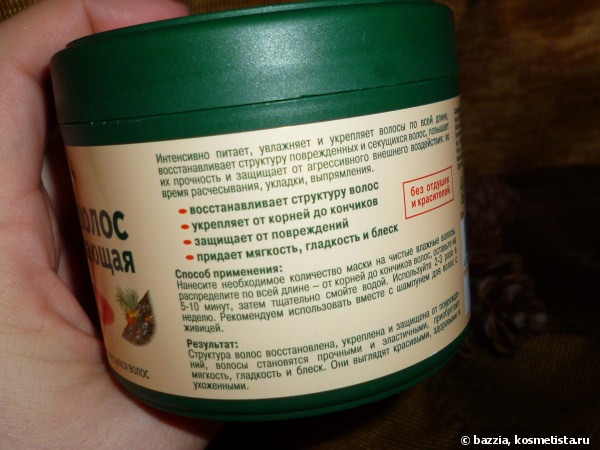 Интенсивно питает, увлажняет и укрепляет волосы по всей длине,
восстанавливает структуру поврежденных и секущихся волос, повышает
их прочность и защищает от агрессивного внешнего воздействия: во
время расчесывания, укладки, выпрямления.
восстанавливает структуру волос
укрепляет от корней до кончиков
защищает от повреждений
придает мягкость, гладкость и блеск
без отдушек
и красителей
Способ применения:
Нанесите необходимое количество маски на чистые влажные волосы,
распределите по всей длине – от корней до кончиков волос, оставьте на
5-10 минут, затем тщательно смойте водой. Используйте 2-3 раза в
неделю. Рекомендуем использовать вместе с шампунем для волос с
живицей.
Результат:
Структура волос восстановлена, укреплена и защищена от поврежде-
ний, волосы становятся прочными и эластичными, приобретают
мягкость, гладкость и блеск. Они выглядят красивыми, здоровыми и
ухоженными.
волос
© bazzia, kosmetista.ru